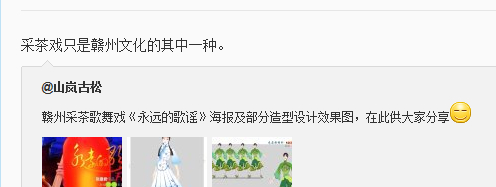 采茶戏只是赣州文化的其中一种。
@山岚古松
赣州采茶歌舞戏《永远的歌谣》海报及部分造型设计效果图，在此供大家分享